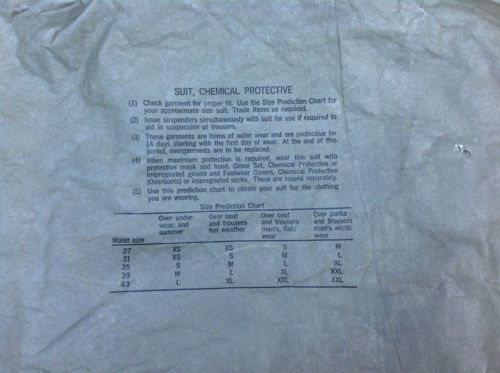 SUIT, CHEMICAL PROTECTIVE
(1) Check garment for proper fit. Use the Size Prediction Chart for
your approximate size suit. Trade items as required.
(2) Issue suspenders simultaneously with suit for use if required to
aid in suspension of trousers.
(3) These garments are items of outer wear and are protective for
14 days starting with the first day of wear. At the end of this
period, overgarments are to be replaced.
(4) When maximum protection is required, wear this suit with
protective mask and hood, Glove Set, Chemical Protective or
impregnated gloves and Footwear Covers, Chemical Protective
(Overboots) or impregnated socks. These are issued separately.
(5) Use this prediction chart to obtain your suit for the clothing
you are wearing.
Size Prediction Chart
Over under- Over coat Over coat Over parka
wear, and and trousers and trousers and trousers
summer hot weather man's, field man's arctic
Waist size wear wear
27 XS XS S M
31 XS S M L
35 S M L XL
39 M L XL XXL
43 L XL XXL XXL